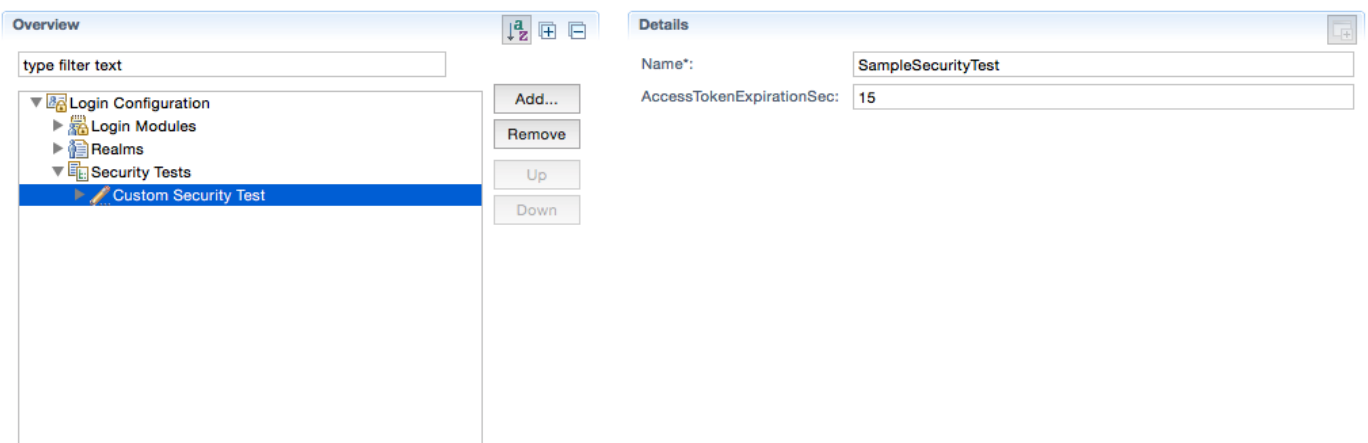 Overview
type filter text
Login Configuration
Login Modules
Realms
Security Tests
Custom Security Test
Add...
Remove
Up
Down
Details
Name*: SampleSecurityTest
AccessTokenExpirationSec: 15